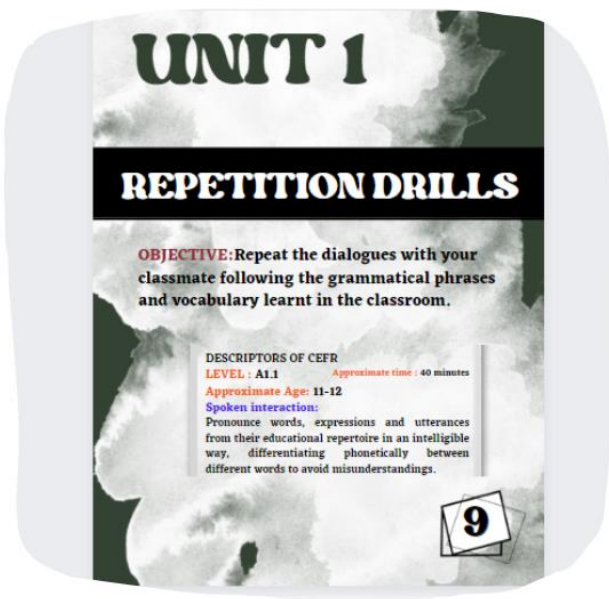 UNIT 1
REPETITION DRILLS
OBJECTIVE:Repeat the dialogues with your
classmate following the grammatical phrases
and vocabulary learnt in the classroom.
DESCRIPTORS OF CEFR
LEVEL : A1.1 Approximate time : 40 minutes
Approximate Age: 11-12
Spoken interaction:
Pronounce words, expressions and utterances
from their educational repertoire in an intelligible
way, differentiating phonetically between
different words to avoid misunderstandings.
9